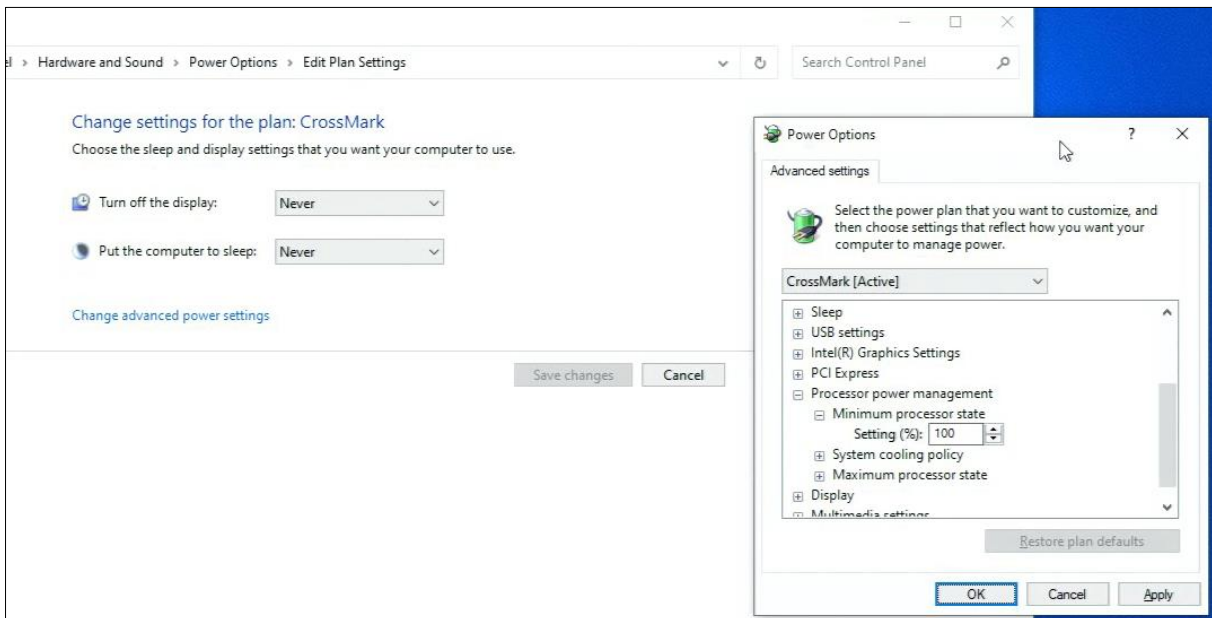 el > Hardware and Sound > Power Options > Edit Plan Settings
Search Control Panel
Change settings for the plan: CrossMark
Choose the sleep and display settings that you want your computer to use.
Turn off the display: Never
Put the computer to sleep: Never
Change advanced power settings
Save changes Cancel
Power Options
?
Advanced settings
Select the power plan that you want to customize, and
then choose settings that reflect how you want your
computer to manage power.
CrossMark [Active]
Sleep
USB settings
Intel(R) Graphics Settings
PCI Express
Processor power management
Minimum processor state
Setting (%): 100
System cooling policy
Maximum processor state
Display
Multimedia settings
Restore plan defaults
OK Cancel Apply